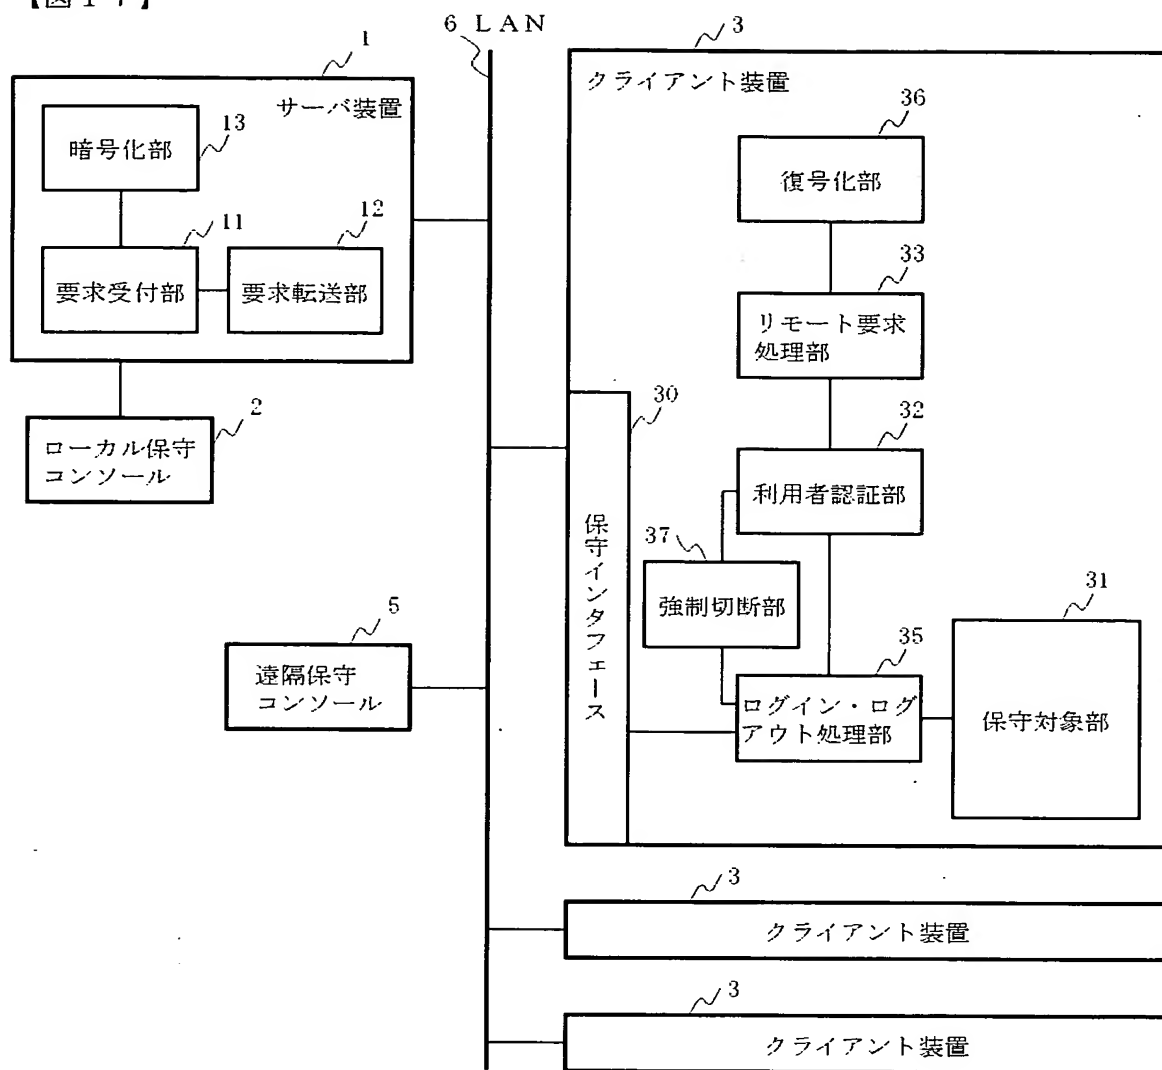 6 LAN
1
サーバ装置
13
暗号化部
11
12
要求受付部
要求転送部
2
ローカル保守
コンソール
5
遠隔保守
コンソール
3
クライアント装置
36
復号化部
33
リモート要求
処理部
30
32
利用者認証部
保守インタフェース
37
強制切断部
31
35
ログイン・ログ
アウト処理部
保守対象部
3
クライアント装置
3
クライアント装置